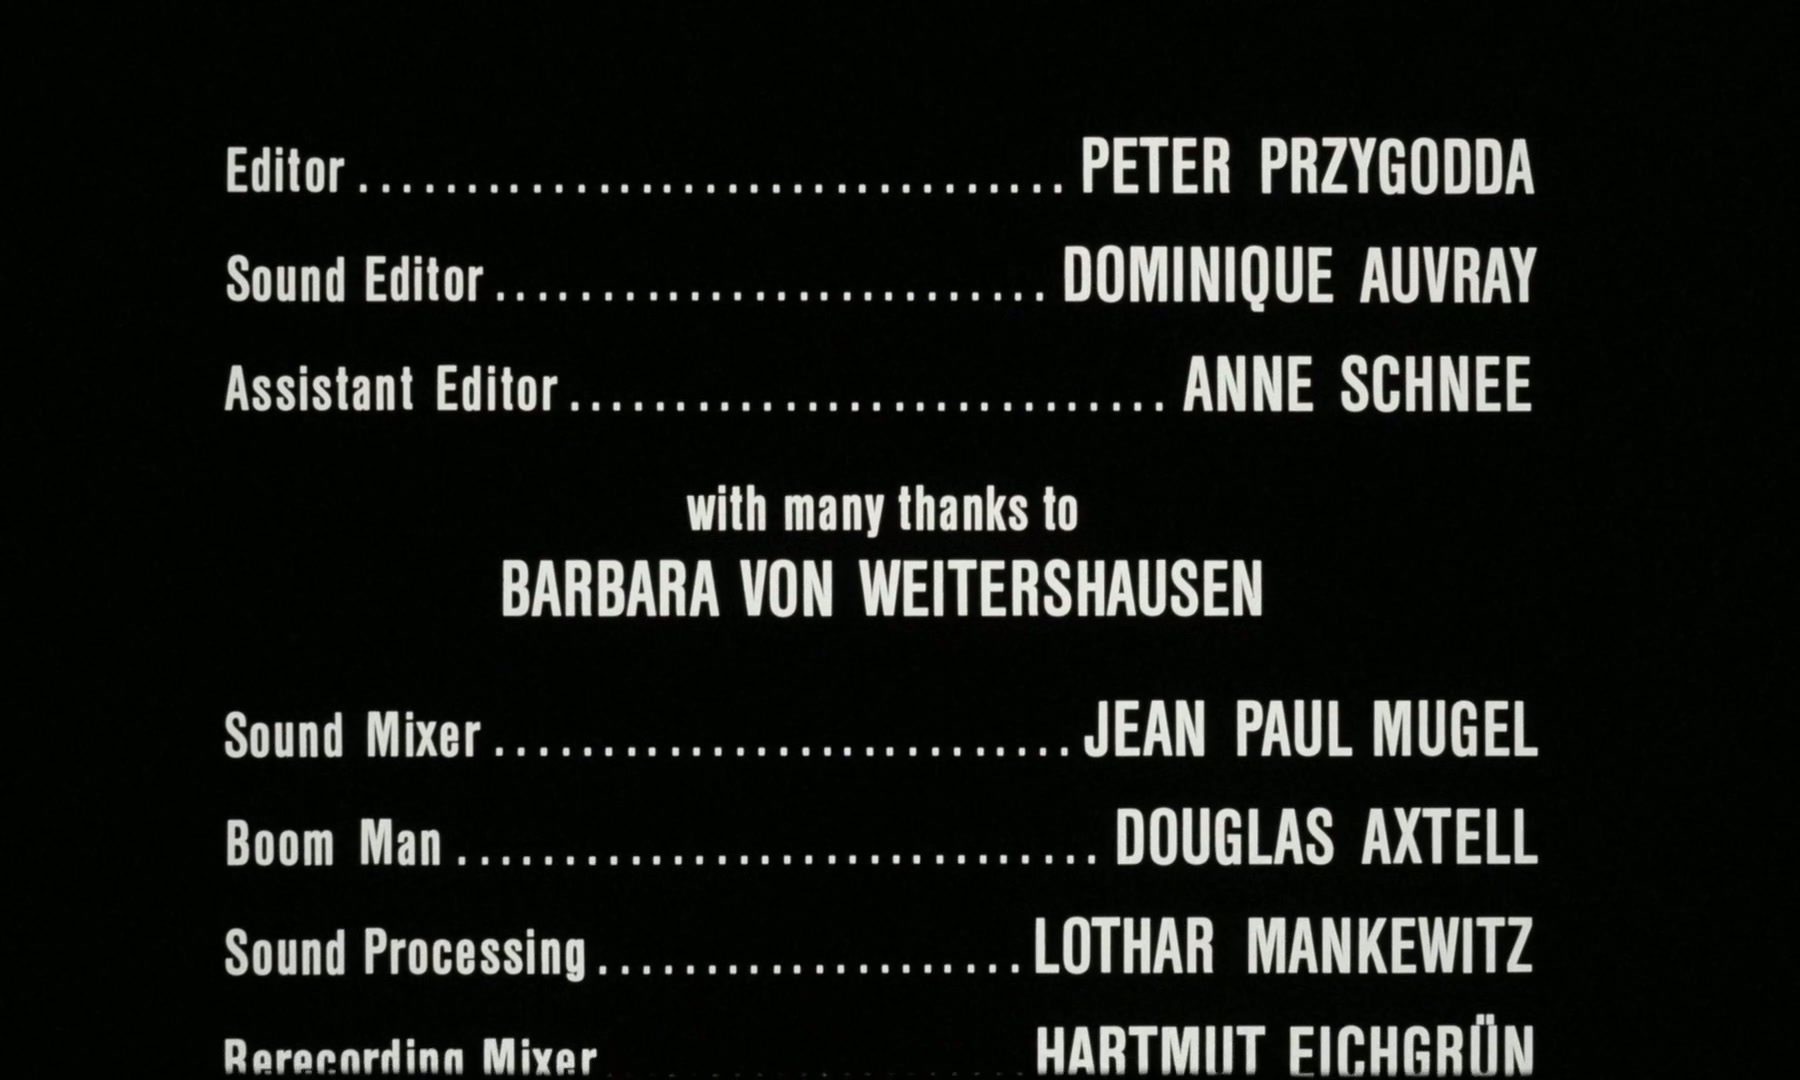 Editor................................. PETER PRZYGODDA
Sound Editor.......................... DOMINIQUE AUVRAY
Assistant Editor............................ ANNE SCHNEE
with many thanks to
BARBARA VON WEITERSHAUSEN
Sound Mixer...........................JEAN PAUL MUGEL
Boom Man.............................. DOUGLAS AXTELL
Sound Processing....................LOTHAR MANKEWITZ
Rerecording Mixer.................... HARTMUT EICHGRÜN